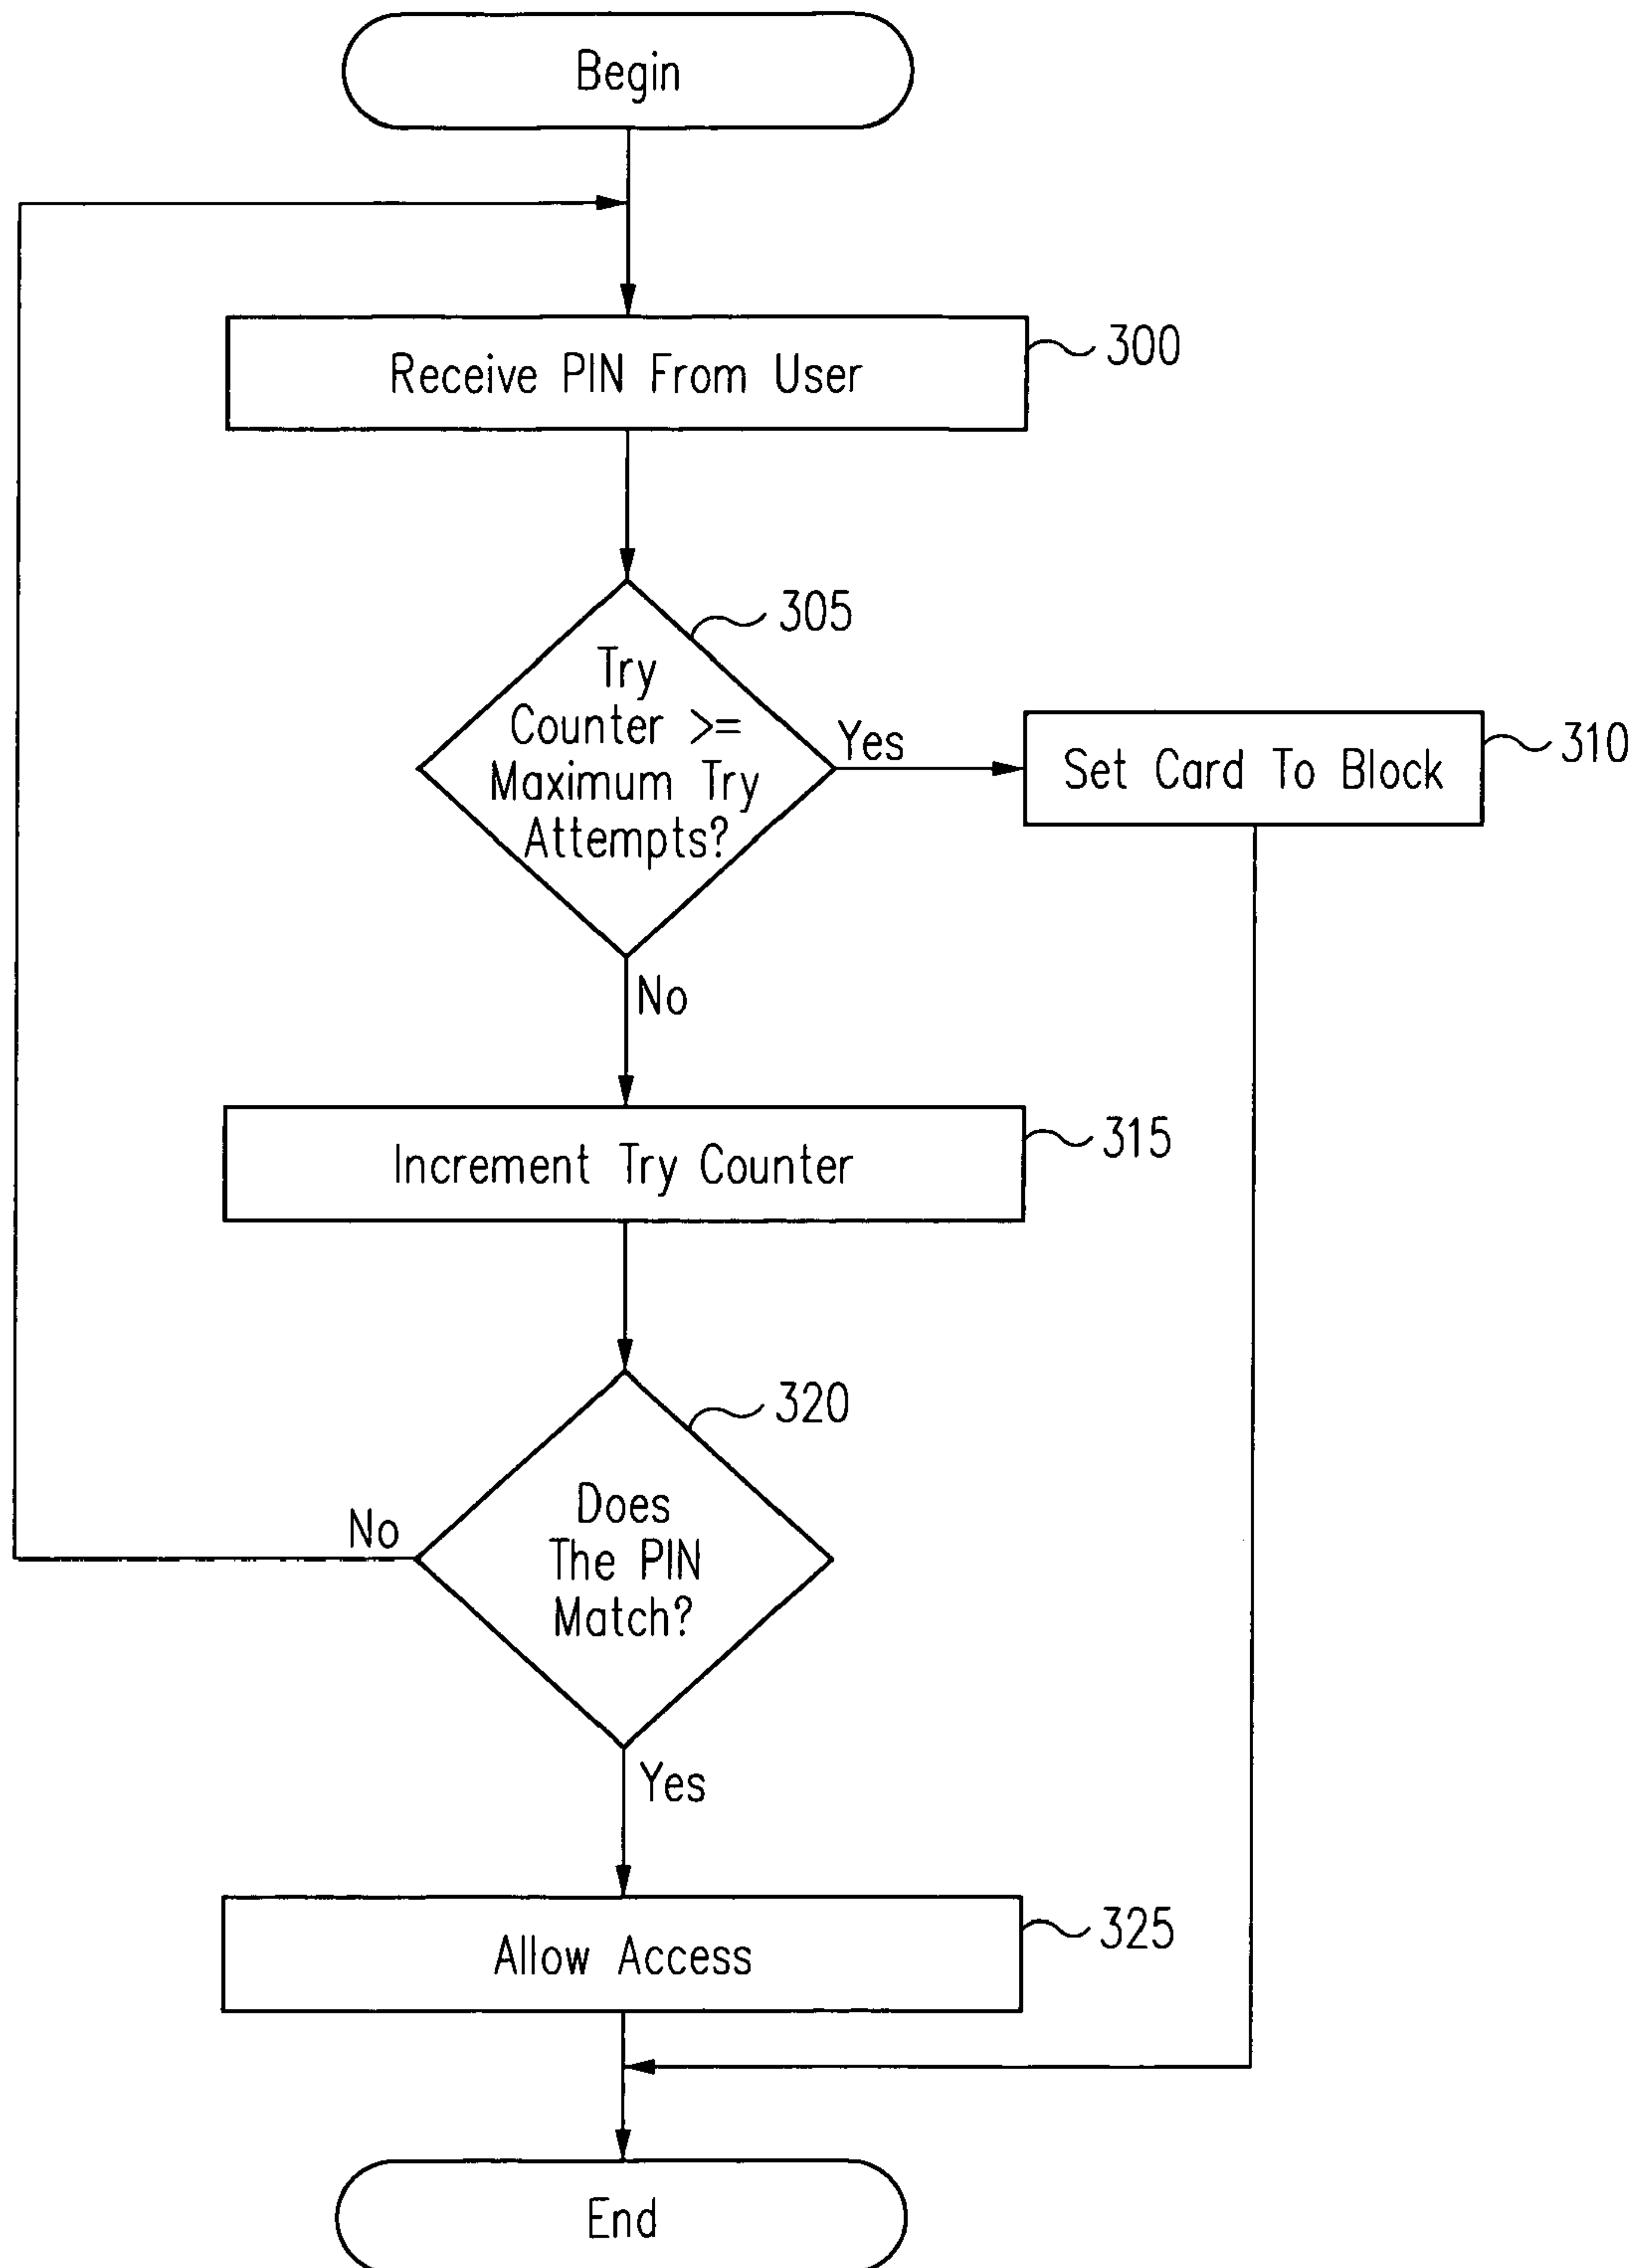 Begin
Receive PIN From User
300
305
Try
Counter >=
Maximum Try
Attempts?
Yes
Set Card To Block
310
No
Increment Try Counter
315
320
Does
The PIN
Match?
No
Yes
Allow Access
325
End